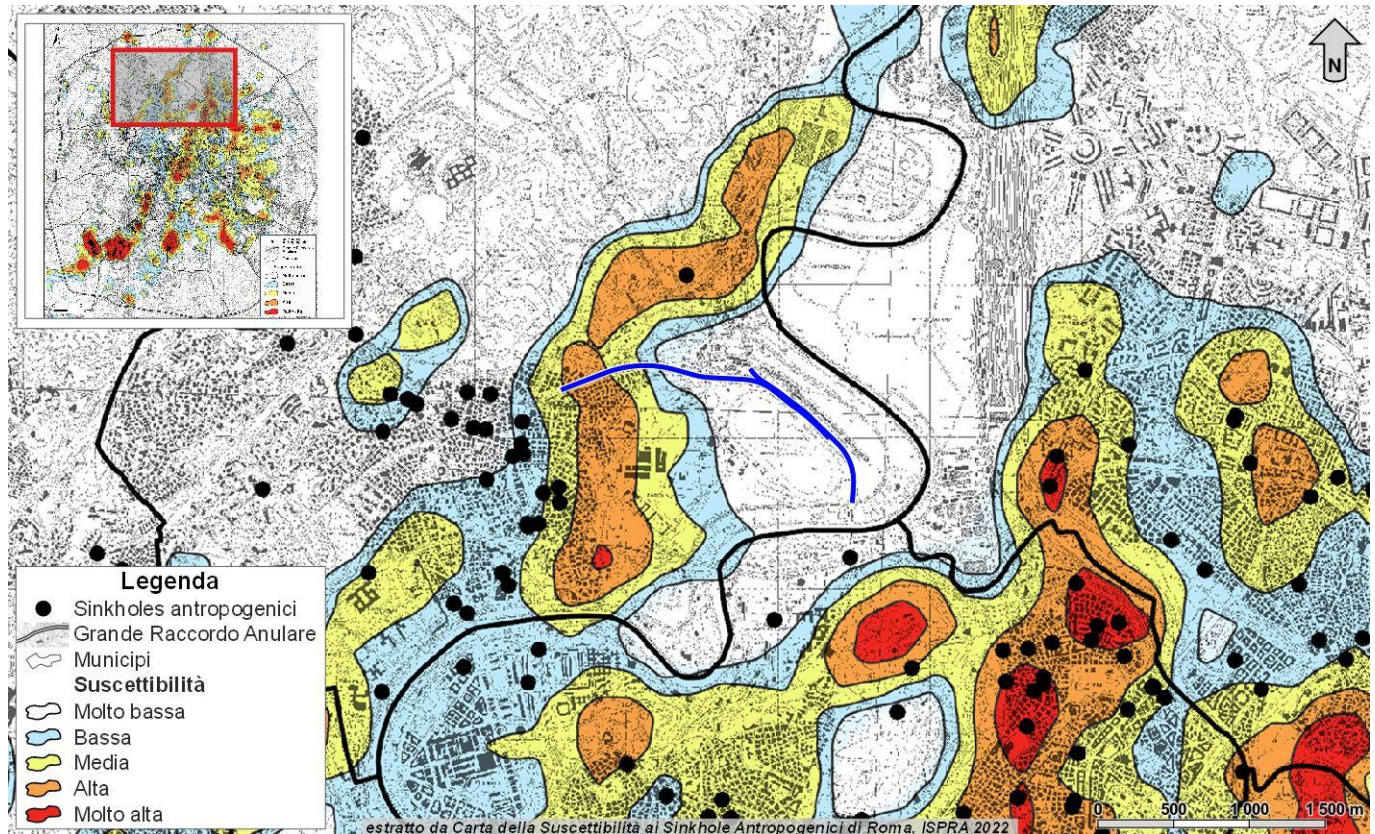 N
Legenda
Sinkholes antropogenici
Grande Raccordo Anulare
Municipi
Suscettibilità
Molto bassa
Bassa
Media
Alta
Molto alta
0 500 1 000 1 500 m
estratto da Carta della Suscettibilità ai Sinkhole Antropogenici di Roma. ISPRA 2022